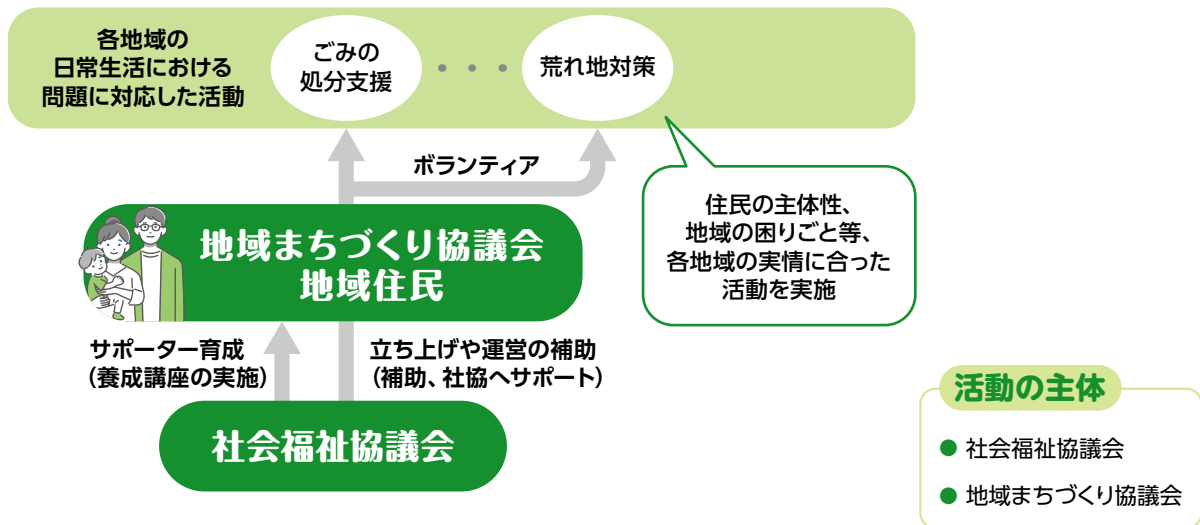 各地域の
日常生活における
問題に対応した活動
ごみの
処分支援
・・・
荒れ地対策
ボランティア
住民の主体性、
地域の困りごと等、
各地域の実情に合った
活動を実施
地域まちづくり協議会
地域住民
サポーター育成
（養成講座の実施）
立ち上げや運営の補助
（補助、社協へサポート）
社会福祉協議会
活動の主体
● 社会福祉協議会
● 地域まちづくり協議会